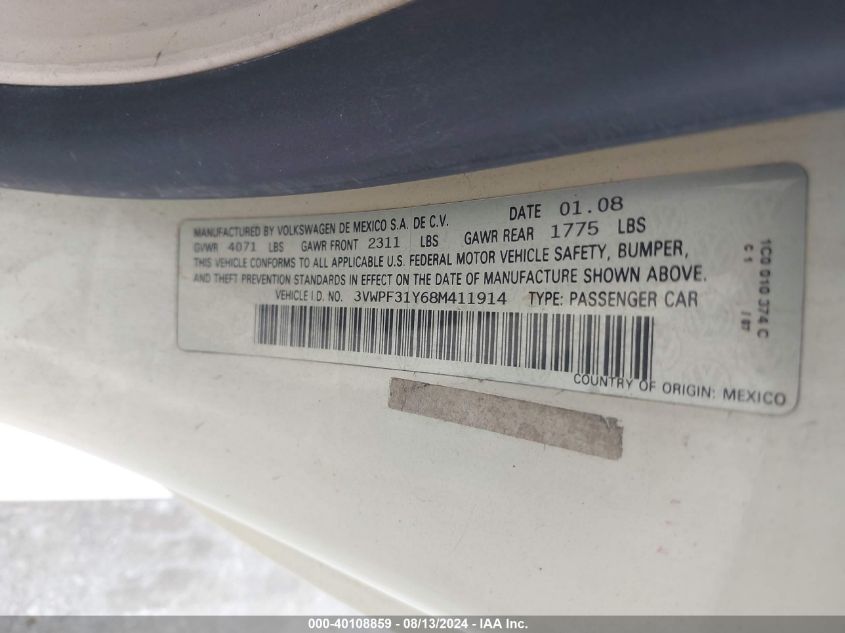 MANUFACTURED BY VOLKSWAGEN DE MEXICO S.A. DE C.V. DATE 01.08
GVWR 4071 LBS GAWR FRONT 2311 LBS GAWR REAR 1775 LBS
THIS VEHICLE CONFORMS TO ALL APPLICABLE U.S. FEDERAL MOTOR VEHICLE SAFETY, BUMPER,
AND THEFT PREVENTION STANDARDS IN EFFECT ON THE DATE OF MANUFACTURE SHOWN ABOVE.
VEHICLE I.D. NO. 3VWPF31Y68M411914 TYPE: PASSENGER CAR
COUNTRY OF ORIGIN: MEXICO
1C0 010 374 C
C 1 / 07
000-40108859 - 08/13/2024 - IAA Inc.